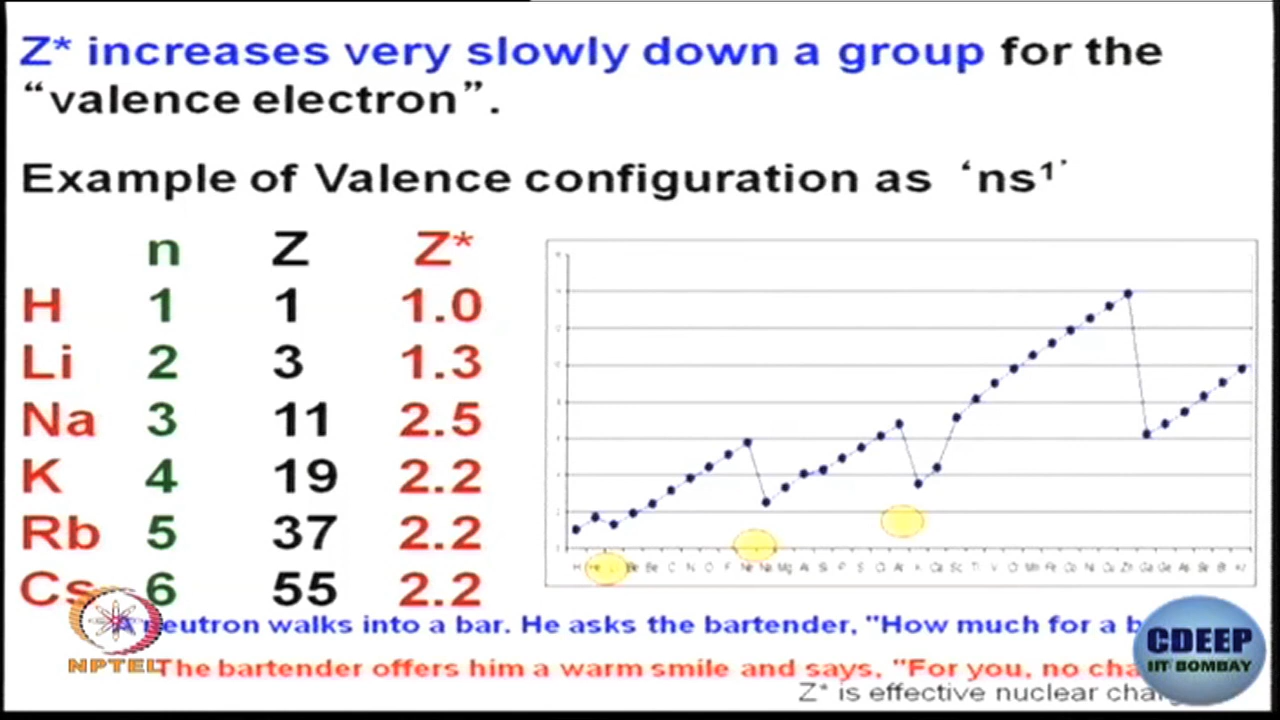 Z* increases very slowly down a group for the
“valence electron”.
Example of Valence configuration as ‘ns¹’
n Z Z*
H 1 1 1.0
Li 2 3 1.3
Na 3 11 2.5
K 4 19 2.2
Rb 5 37 2.2
Cs 6 55 2.2
neutron walks into a bar. He asks the bartender, "How much for a
The bartender offers him a warm smile and says, "For you, no
Z* is effective nuclear
NPTEL
CDEEP
IIT BOMBAY